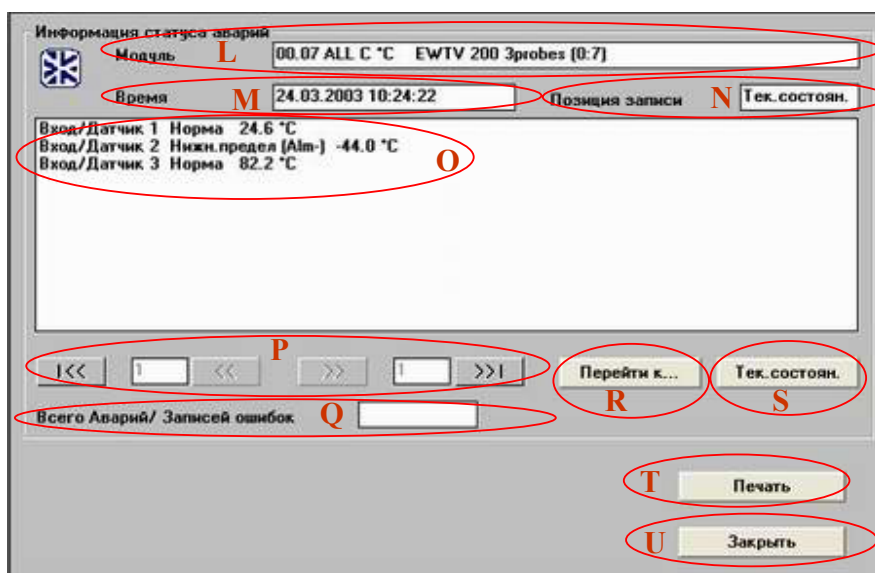 Информация статуса аварий
Модуль L 00.07 ALL C °C EWTV 200 3probes (0:7)
Время M 24.03.2003 10:24:22 Позиция записи N Тек.состоян.
Вход/Датчик 1 Норма 24.6 °C
Вход/Датчик 2 Нижн.предел (Alm-) -44.0 °C
Вход/Датчик 3 Норма 82.2 °C
O
P
I<< 1 << >> 1 >>I Перейти к... Тек.состоян.
R S
Всего Аварий/ Записей ошибок Q
T Печать
U Закрыть